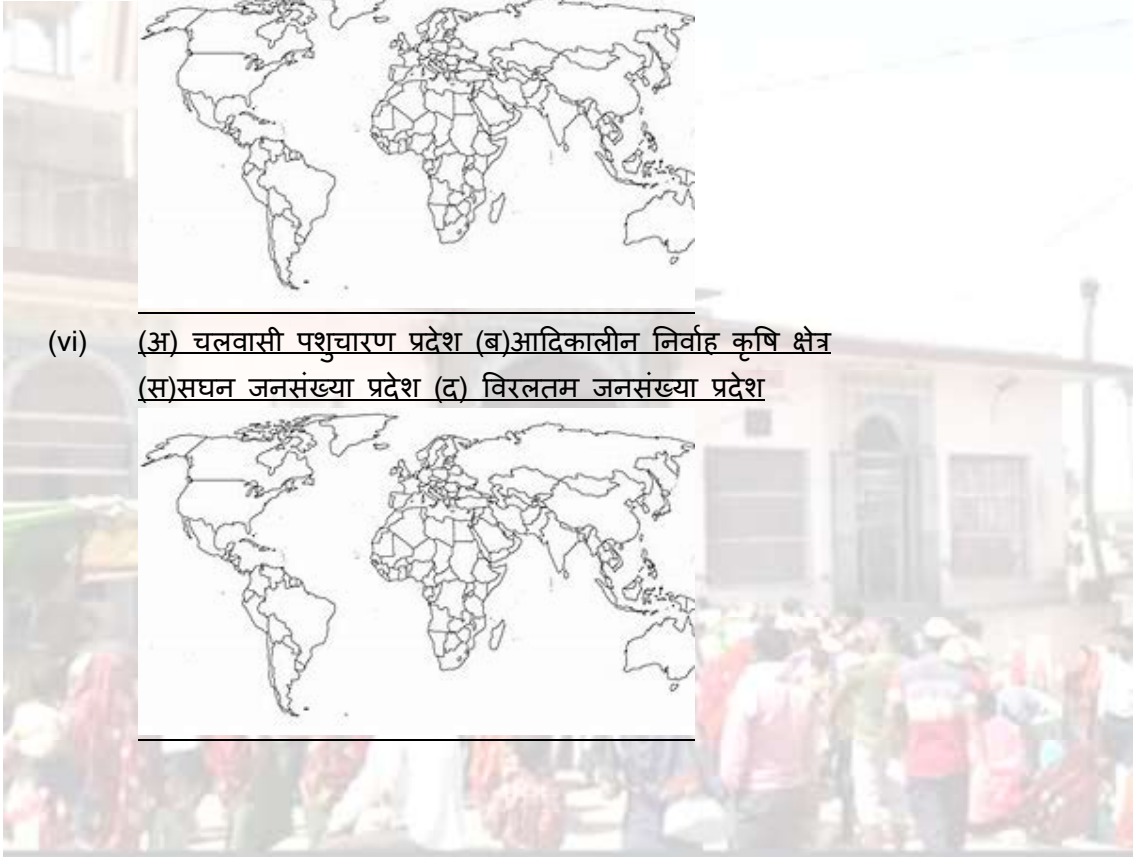 (vi) (अ) चलवासी पशुचारण प्रदेश (ब)आदिकालीन निर्वाह कृषि क्षेत्र
(स)सघन जनसंख्या प्रदेश (द) विरलतम जनसंख्या प्रदेश